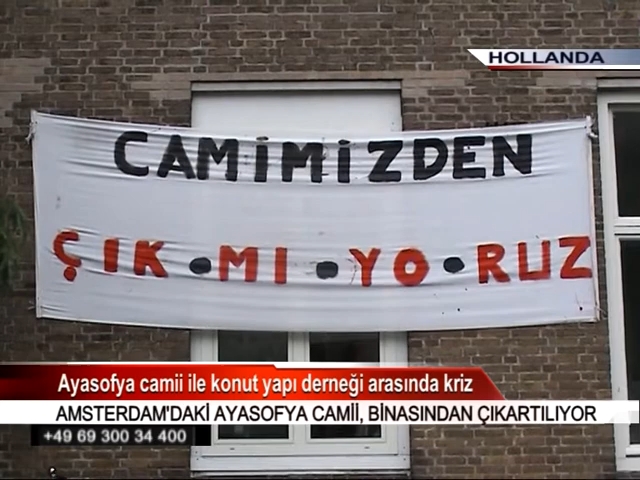 HOLLANDA
CAMİMİZDEN
ÇIK•MI•YO•RUZ
Ayasofya camii ile konut yapı derneği arasında kriz
AMSTERDAM'DAKİ AYASOFYA CAMİİ, BİNASINDAN ÇIKARTILIYOR
+49 69 300 34 400